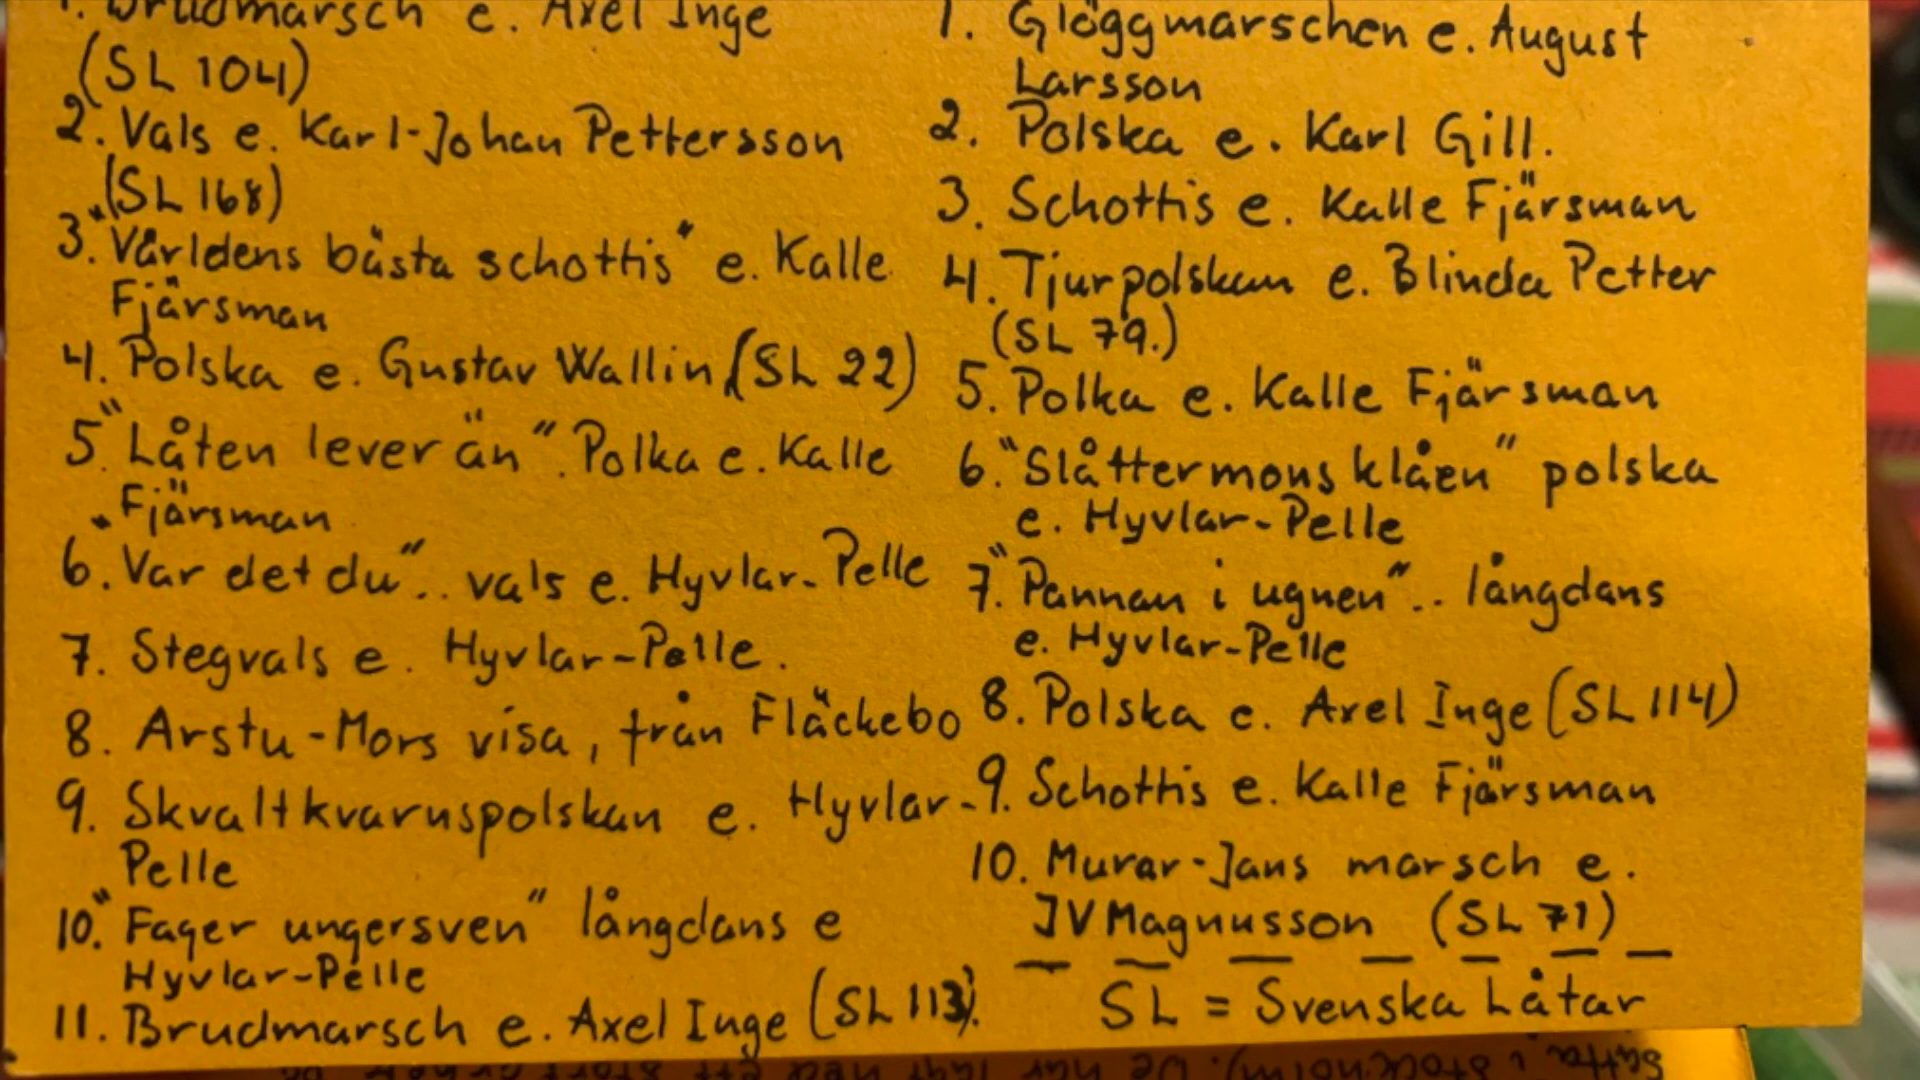 1. Brudmarsch e. Axel Inge
(SL 104)
2. Vals e. Karl-Johan Pettersson
(SL 168)
3. "Världens bästa schottis" e. Kalle
Fjärsman
4. Polska e. Gustav Wallin (SL 22)
5. "Låten lever än". Polka e. Kalle
Fjärsman
6. "Var det du".. vals e. Hyvlar-Pelle
7. Stegvals e. Hyvlar-Pelle.
8. Arstu-Mors visa, från Fläckebo
9. Skvaltkvarnspolskan e. Hyvlar-
Pelle
10. "Fager ungersven" långdans e
Hyvlar-Pelle
11. Brudmarsch e. Axel Inge (SL 113).
1. Glöggmarschen e. August
Larsson
2. Polska e. Karl Gill.
3. Schottis e. Kalle Fjärsman
4. Tjurpolskan e. Blinda Petter
(SL 79.)
5. Polka e. Kalle Fjärsman
6. "Slåttermons klåen" polska
e. Hyvlar-Pelle
7. "Pannan i ugnen".. långdans
e. Hyvlar-Pelle
8. Polska e. Axel Inge (SL 114)
9. Schottis e. Kalle Fjärsman
10. Murar-Jans marsch e.
JV Magnusson (SL 71)
SL = Svenska Låtar